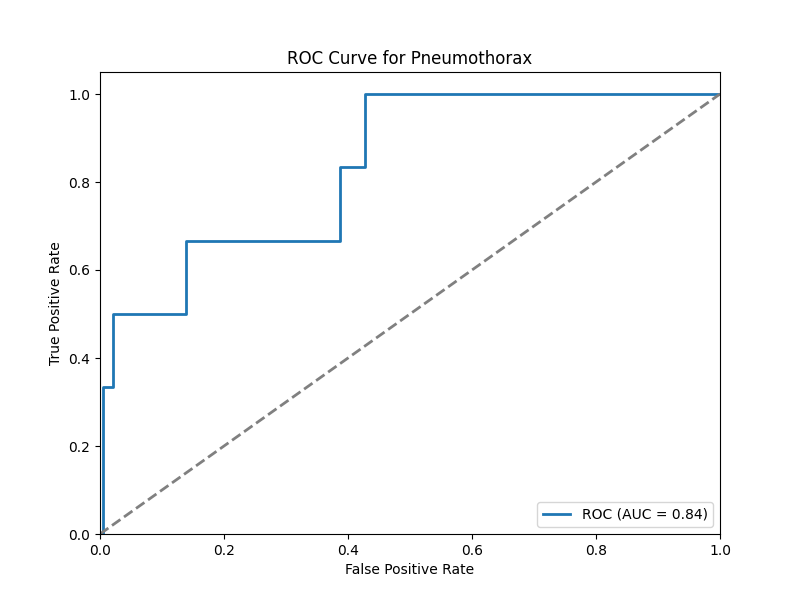 ROC Curve for Pneumothorax
True Positive Rate
1.0
0.8
0.6
0.4
0.2
0.0
0.0 0.2 0.4 0.6 0.8 1.0
False Positive Rate
ROC (AUC = 0.84)